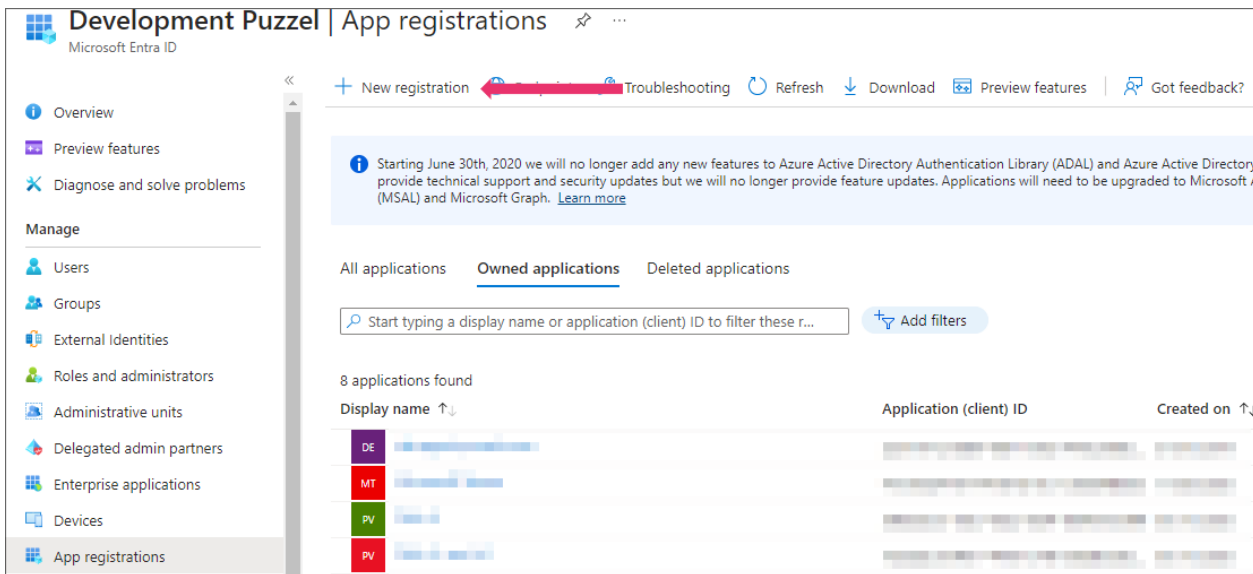 Development Puzzel | App registrations ...
Microsoft Entra ID
«
Overview
Preview features
Diagnose and solve problems
Manage
Users
Groups
External Identities
Roles and administrators
Administrative units
Delegated admin partners
Enterprise applications
Devices
App registrations
+ New registration Troubleshooting Refresh Download Preview features Got feedback?
Starting June 30th, 2020 we will no longer add any new features to Azure Active Directory Authentication Library (ADAL) and Azure Active Directory
provide technical support and security updates but we will no longer provide feature updates. Applications will need to be upgraded to Microsoft
(MSAL) and Microsoft Graph. Learn more
All applications Owned applications Deleted applications
Start typing a display name or application (client) ID to filter these r...
Add filters
8 applications found
Display name ↑↓ Application (client) ID Created on ↑↓
DE
MT
PV
PV